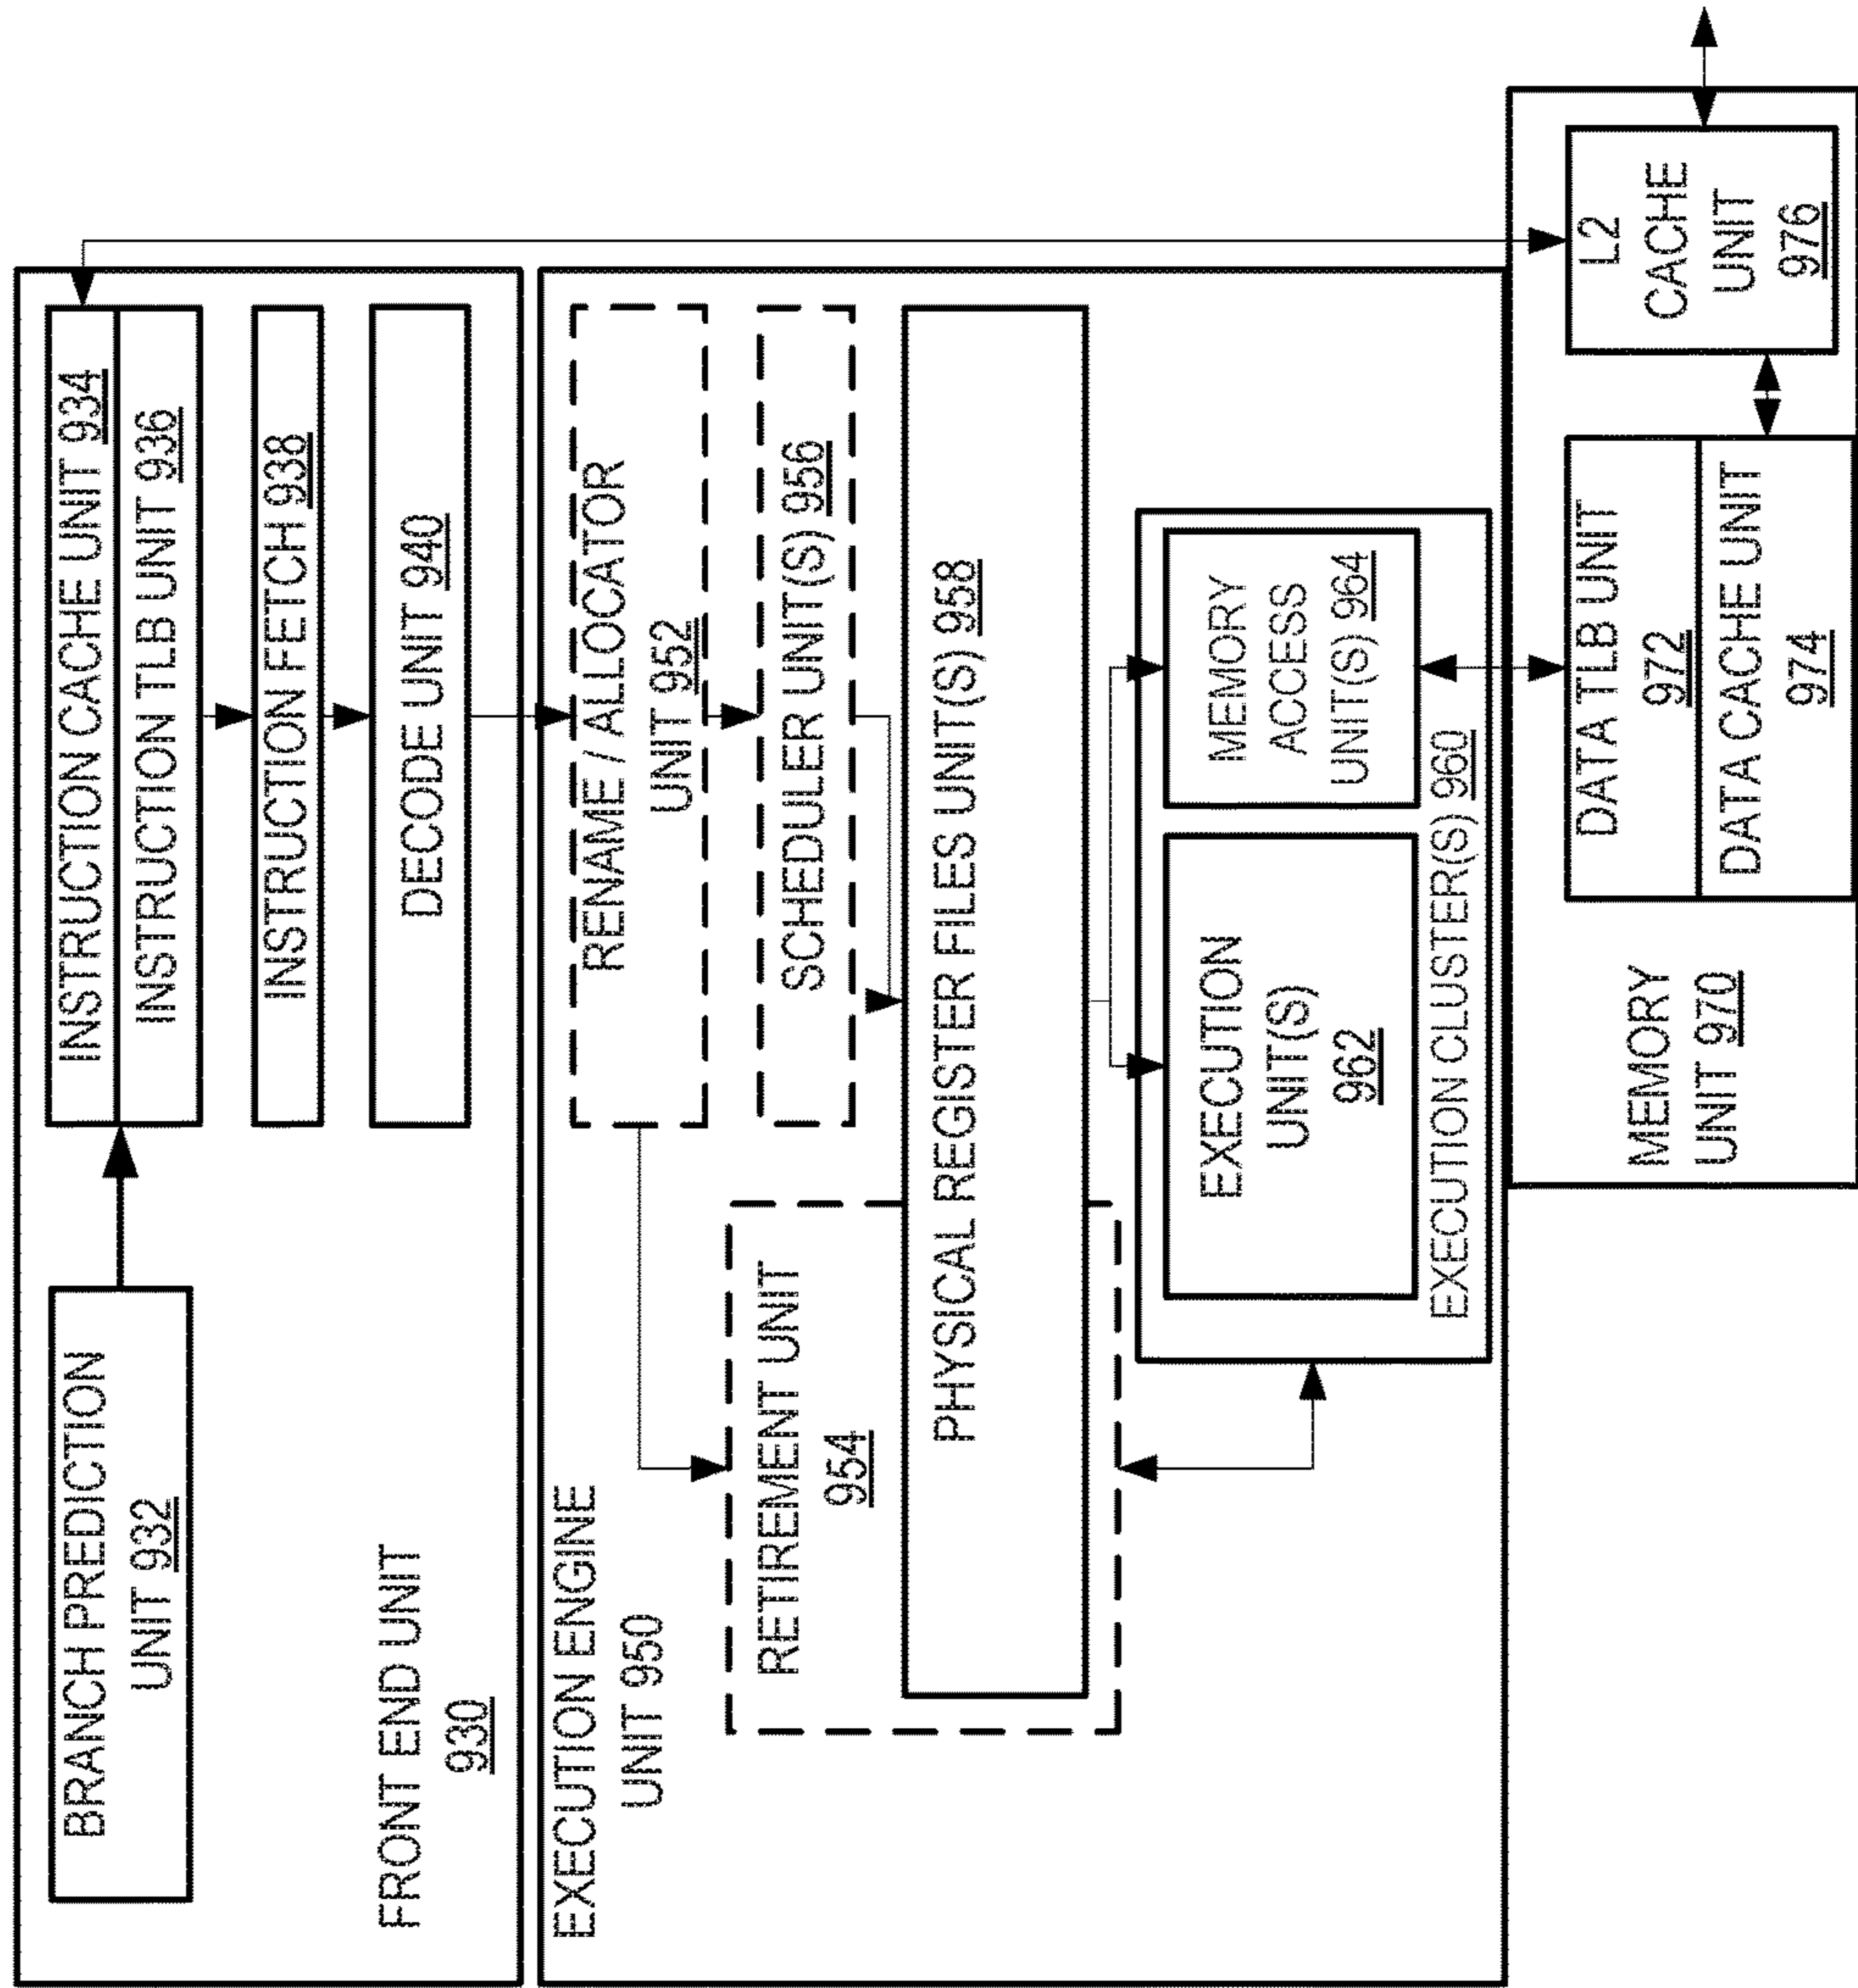 BRANCH PREDICTION
UNIT 932
INSTRUCTION CACHE UNIT 934
INSTRUCTION TLB UNIT 936
INSTRUCTION FETCH 938
DECODE UNIT 940
FRONT END UNIT
930
EXECUTION ENGINE
UNIT 950
RENAME / ALLOCATOR
UNIT 952
RETIREMENT UNIT
954
SCHEDULER UNIT(S) 956
PHYSICAL REGISTER FILES UNIT(S) 958
EXECUTION
UNIT(S)
962
MEMORY
ACCESS
UNIT(S) 964
EXECUTION CLUSTER(S) 960
MEMORY
UNIT 970
DATA TLB UNIT
972
DATA CACHE UNIT
974
L2
CACHE
UNIT
976